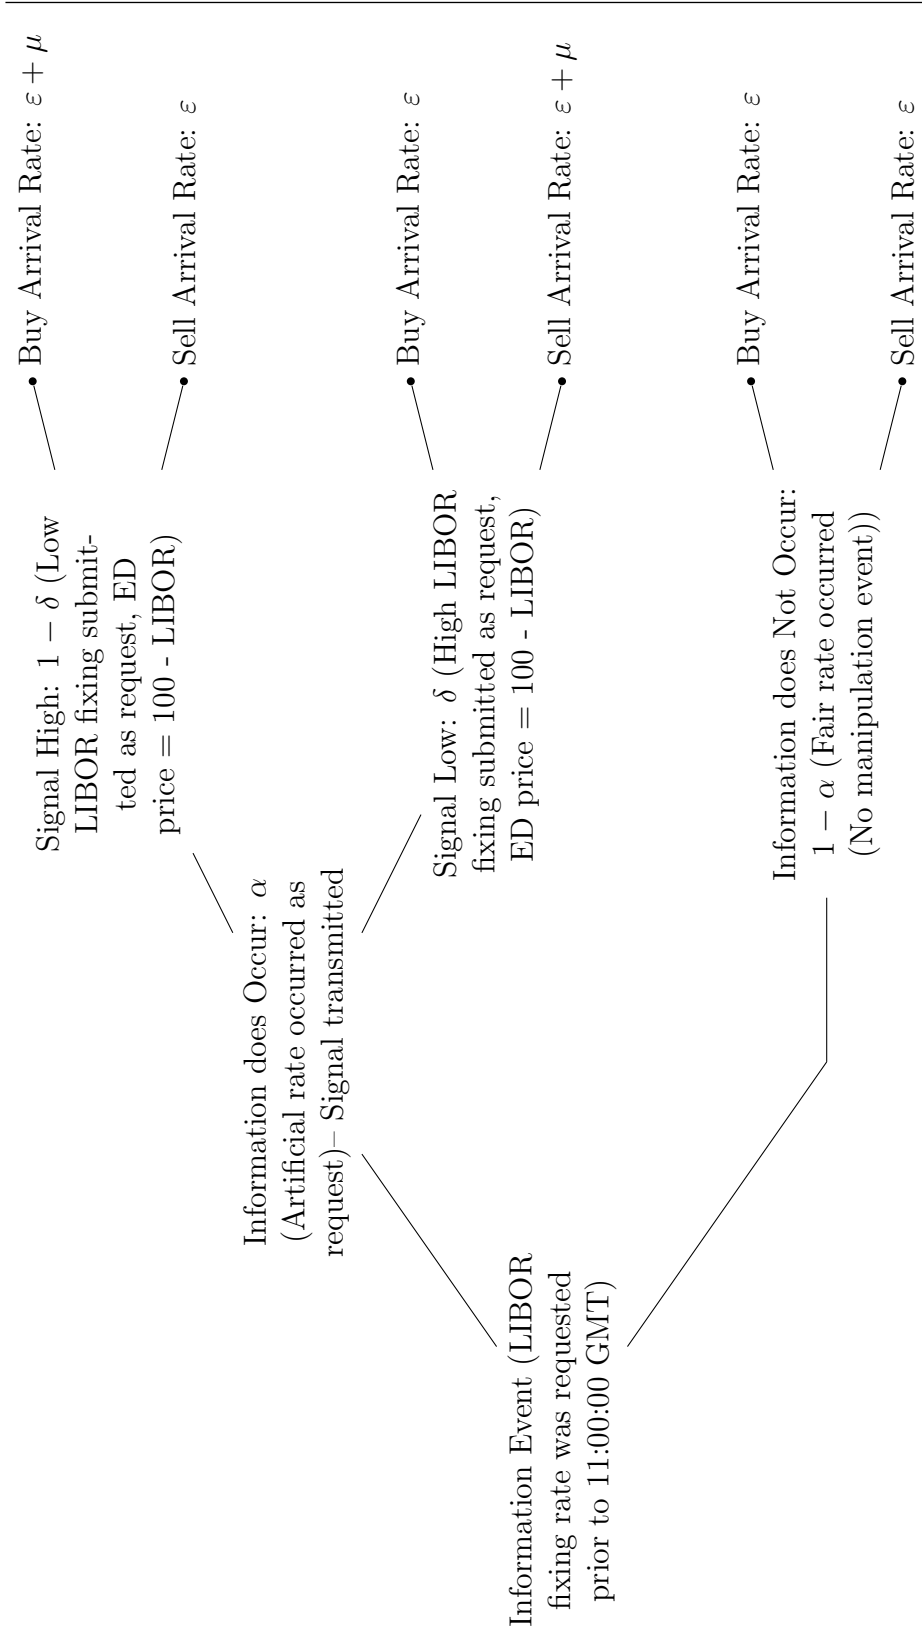 Information Event (LIBOR
fixing rate was requested
prior to 11:00:00 GMT)
Information does Occur: α
(Artificial rate occurred as
request)– Signal transmitted
Signal High: 1 − δ (Low
LIBOR fixing submit-
ted as request, ED
price = 100 - LIBOR)
Buy Arrival Rate: ε + μ
Sell Arrival Rate: ε
Signal Low: δ (High LIBOR
fixing submitted as request,
ED price = 100 - LIBOR)
Buy Arrival Rate: ε
Sell Arrival Rate: ε + μ
Information does Not Occur:
1 − α (Fair rate occurred
(No manipulation event))
Buy Arrival Rate: ε
Sell Arrival Rate: ε